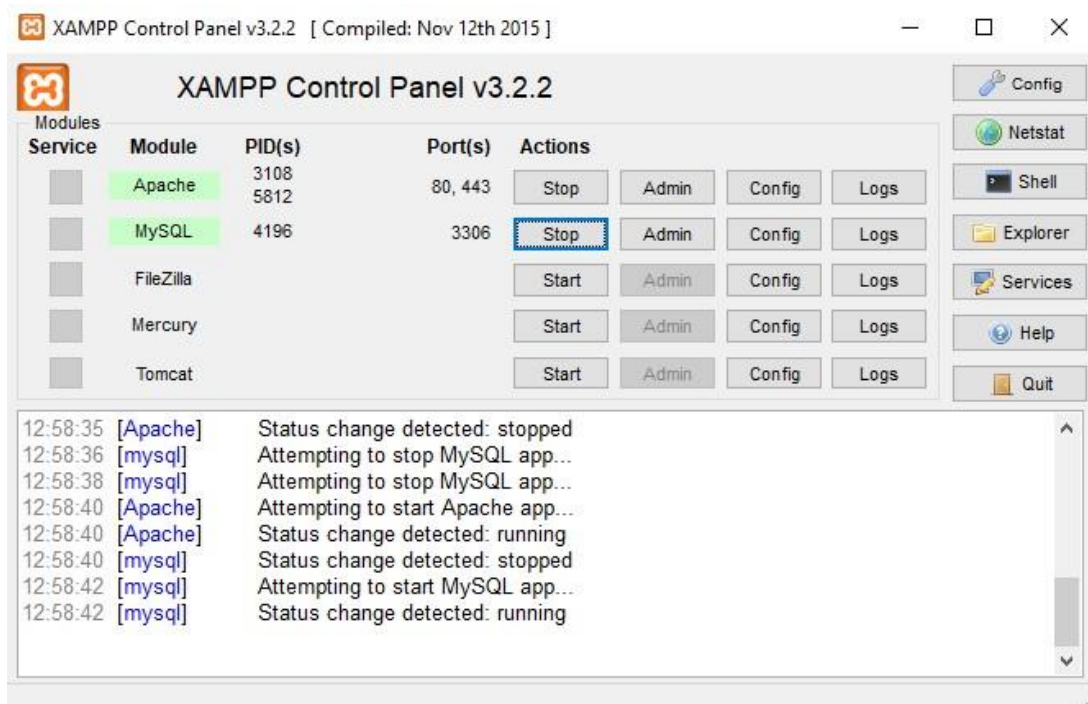 XAMPP Control Panel v3.2.2 [ Compiled: Nov 12th 2015 ]
XAMPP Control Panel v3.2.2
Config
Modules
Netstat
Service Module PID(s) Port(s) Actions
Apache 3108 5812 80, 443 Stop Admin Config Logs
Shell
MySQL 4196 3306 Stop Admin Config Logs
Explorer
FileZilla Start Admin Config Logs
Services
Mercury Start Admin Config Logs
Help
Tomcat Start Admin Config Logs
Quit
12:58:35 [Apache] Status change detected: stopped
12:58:36 [mysql] Attempting to stop MySQL app...
12:58:38 [mysql] Attempting to stop MySQL app...
12:58:40 [Apache] Attempting to start Apache app...
12:58:40 [Apache] Status change detected: running
12:58:40 [mysql] Status change detected: stopped
12:58:42 [mysql] Attempting to start MySQL app...
12:58:42 [mysql] Status change detected: running